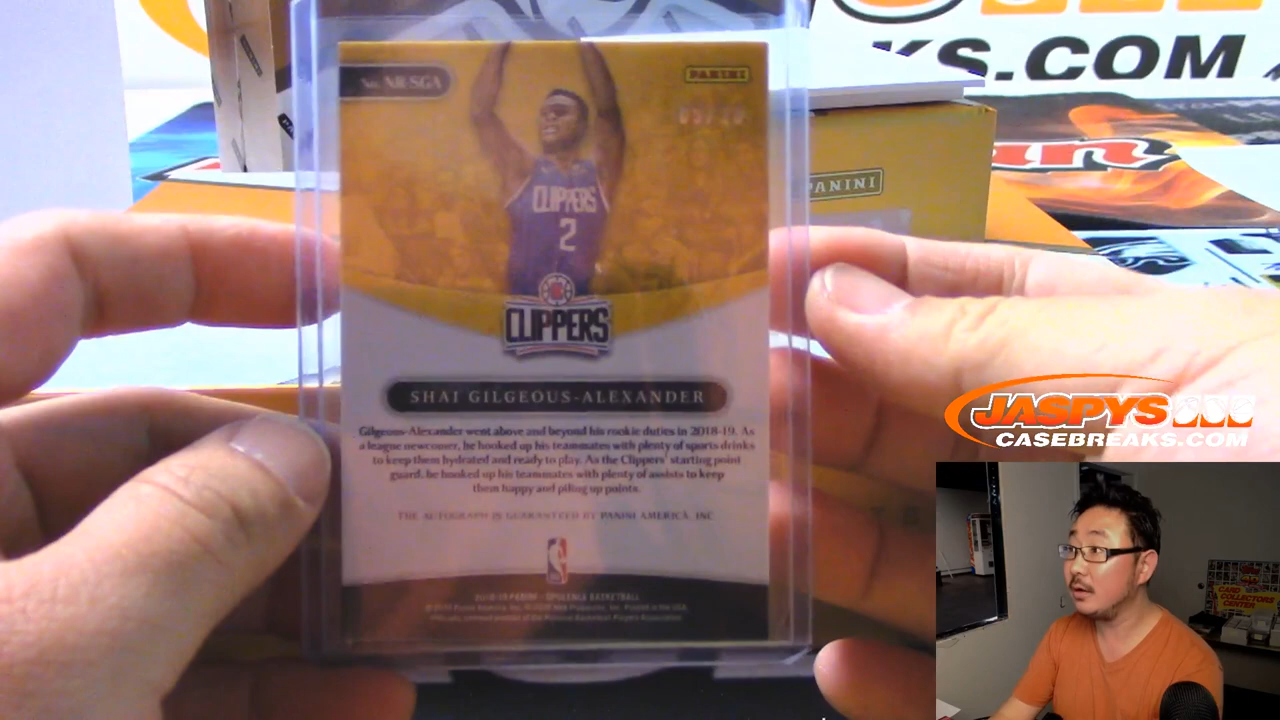 No. NR-SGA
PANINI
CLIPPERS
2
CLIPPERS
SHAI GILGEOUS-ALEXANDER
Gilgeous-Alexander went above and beyond his rookie duties in 2018-19. As
a league newcomer, he hooked up his teammates with plenty of sports drinks
to keep them hydrated and ready to play. As the Clippers' starting point
guard, he hooked up his teammates with plenty of assists to keep
them happy and piling up points.
THE AUTOGRAPH IS GUARANTEED BY PANINI AMERICA, INC
2018-19 PANINI - OPULENCE BASKETBALL
S.COM
PANINI
JASPYS
CASEBREAKS.COM
CARD
COLLECTORS
CENTER